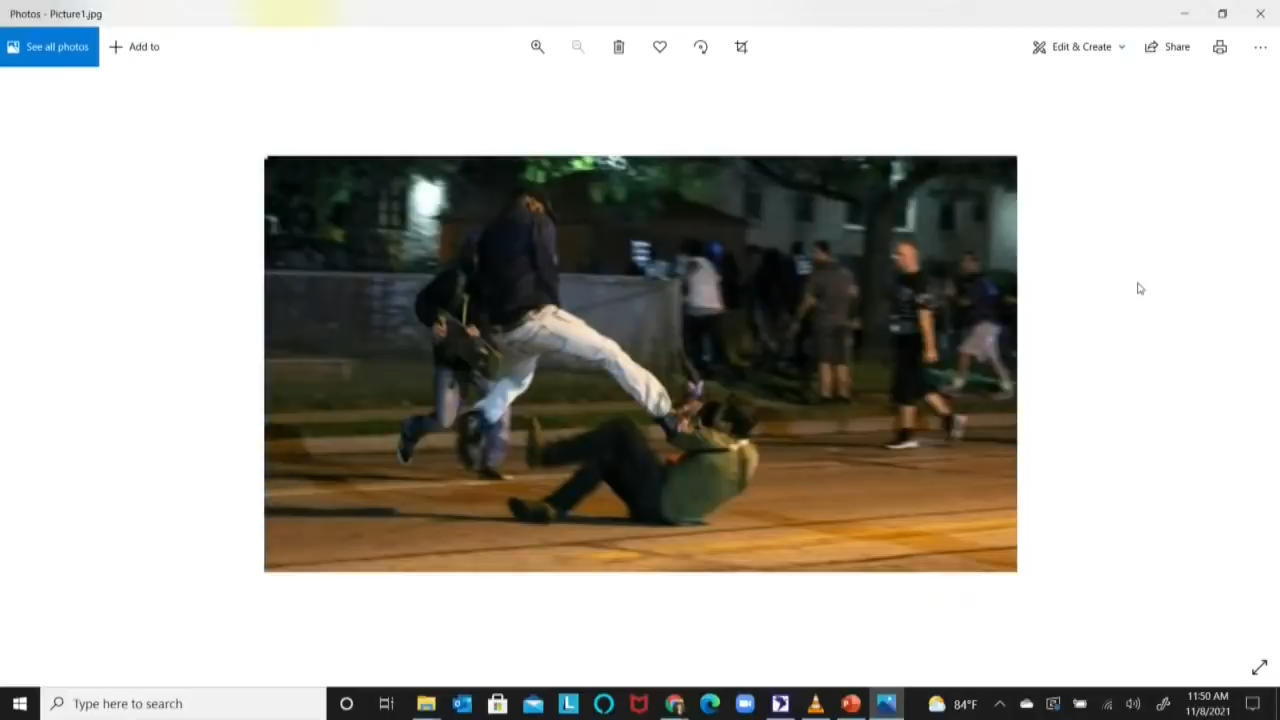 Photos - Picture1.jpg
See all photos
Add to
Edit & Create
Share
Type here to search
84°F
11:50 AM
11/8/2021